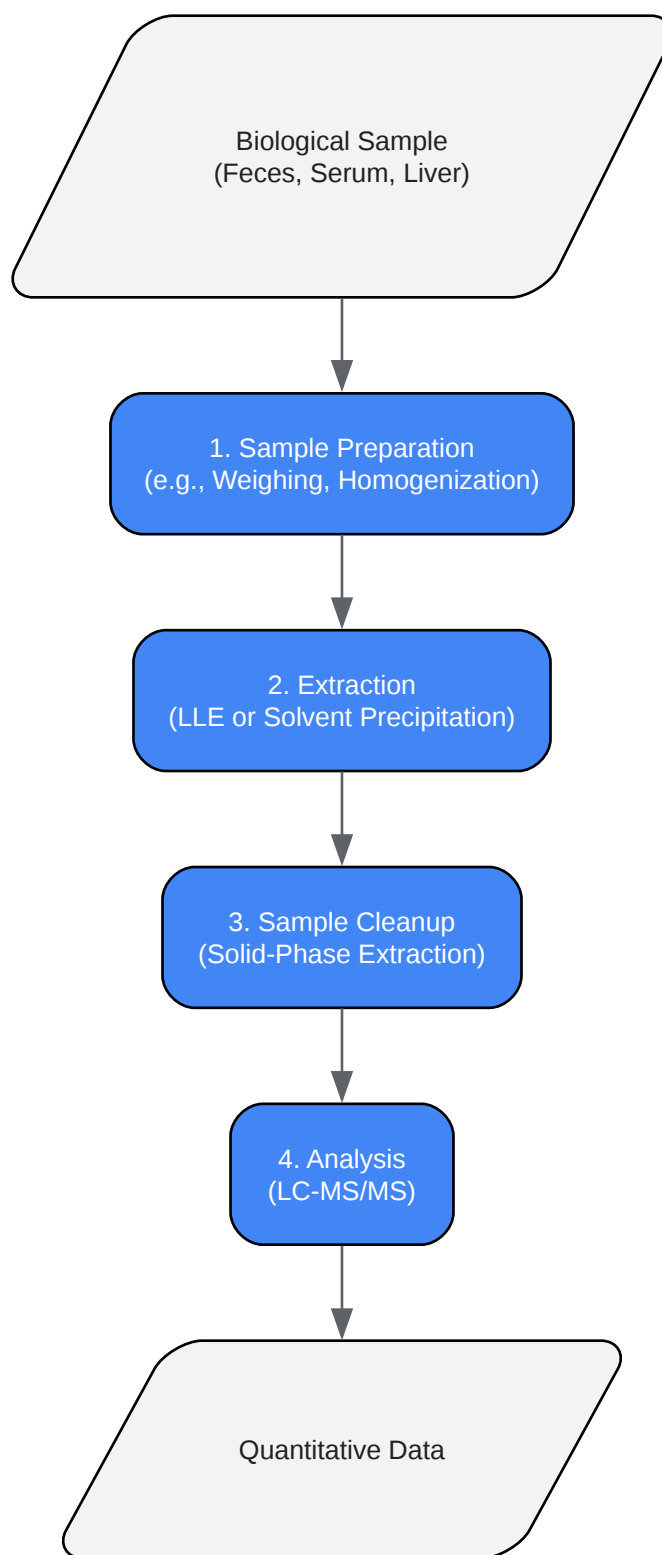 Biological Sample
(Feces, Serum, Liver)
1. Sample Preparation
(e.g., Weighing, Homogenization)
2. Extraction
(LLE or Solvent Precipitation)
3. Sample Cleanup
(Solid-Phase Extraction)
4. Analysis
(LC-MS/MS)
Quantitative Data